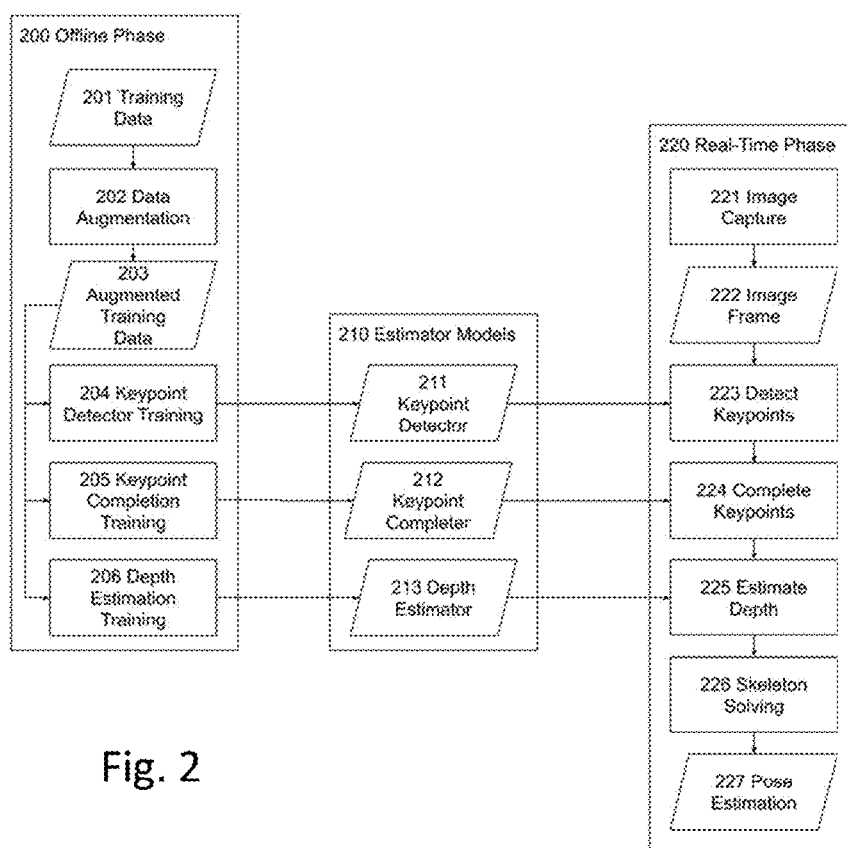 200 Offline Phase
201 Training
Data
202 Data
Augmentation
203
Augmented
Training
Data
204 Keypoint
Detector Training
205 Keypoint
Completion
Training
206 Depth
Estimation
Training
210 Estimator Models
211
Keypoint
Detector
212
Keypoint
Completer
213 Depth
Estimator
220 Real-Time Phase
221 Image
Capture
222 Image
Frame
223 Detect
Keypoints
224 Complete
Keypoints
225 Estimate
Depth
226 Skeleton
Solving
227 Pose
Estimation
Fig. 2